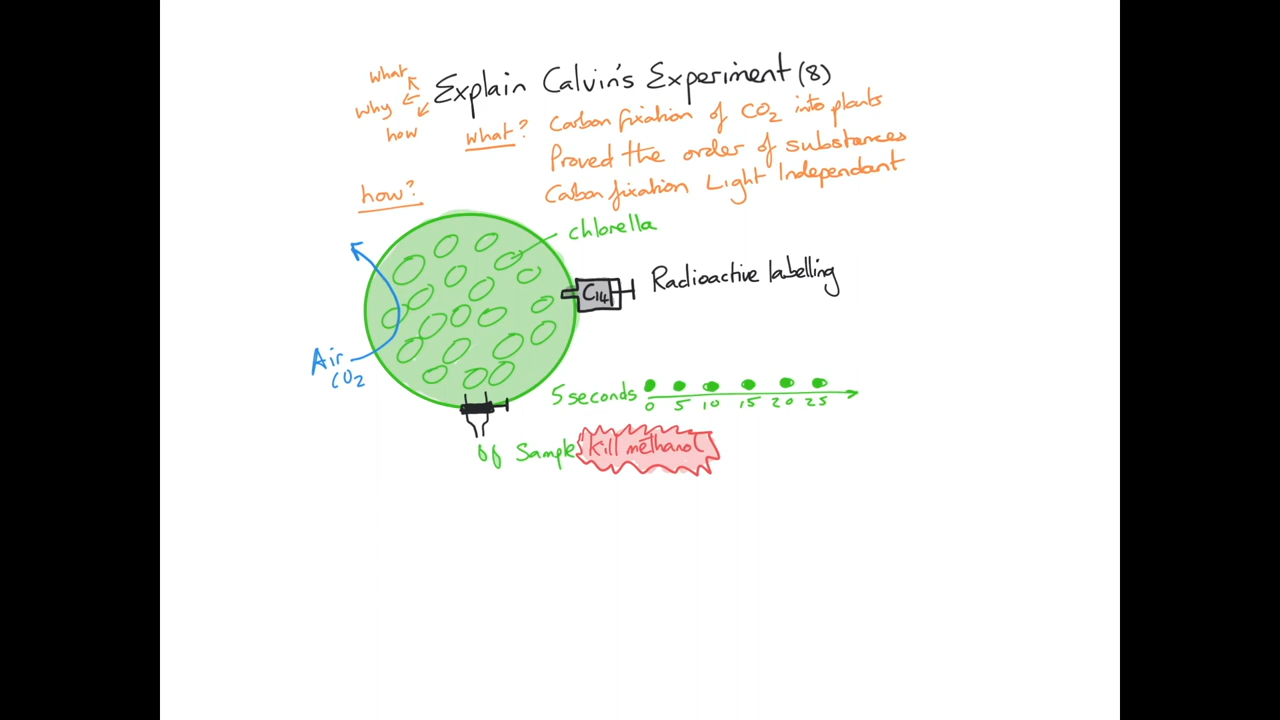 Explain Calvin's Experiment (8)
what
why
how
what? Carbon fixation of CO2 into plants
Proved the order of substances
Carbon fixation Light Independant
how?
chlorella
C14
Radioactive labelling
Air
CO2
5 seconds
0 5 10 15 20 25
Sample kill methanol